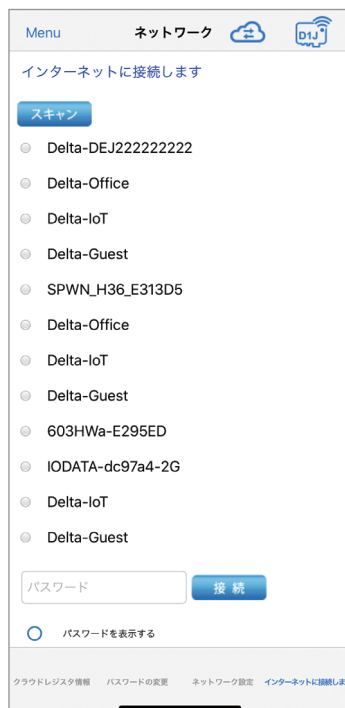 Menu ネットワーク D1J
インターネットに接続します
スキャン
Delta-DEJ222222222
Delta-Office
Delta-IoT
Delta-Guest
SPWN_H36_E313D5
Delta-Office
Delta-IoT
Delta-Guest
603HWa-E295ED
IODATA-dc97a4-2G
Delta-IoT
Delta-Guest
パスワード 接続
パスワードを表示する
クラウドレジスタ情報 パスワードの変更 ネットワーク設定 インターネットに接続しま